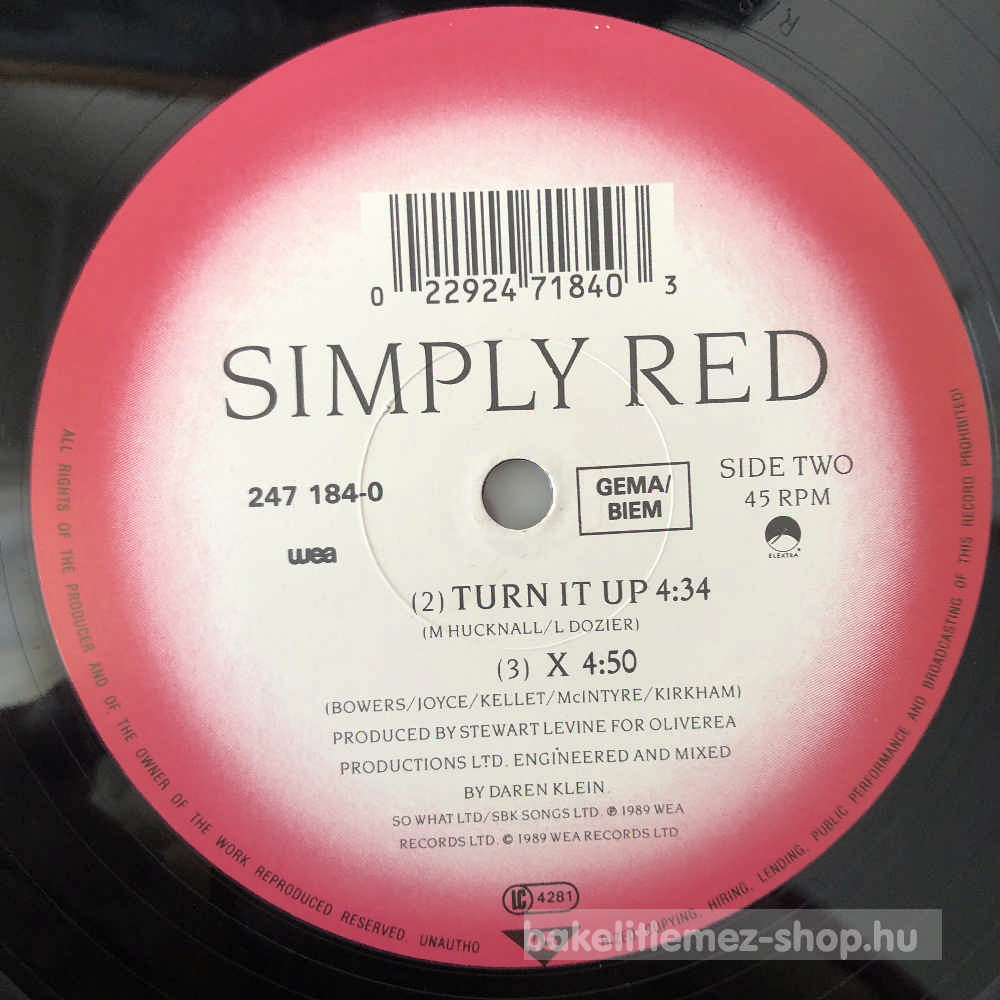 0 22924 71840 3
SIMPLY RED
247 184-0
wea
GEMA/
BIEM
SIDE TWO
45 RPM
ELEKTRA
(2) TURN IT UP 4:34
(M HUCKNALL/L DOZIER)
(3) X 4:50
(BOWERS/JOYCE/KELLET/McINTYRE/KIRKHAM)
PRODUCED BY STEWART LEVINE FOR OLIVEREA
PRODUCTIONS LTD. ENGINEERED AND MIXED
BY DAREN KLEIN.
SO WHAT LTD/SBK SONGS LTD. ℗ 1989 WEA
RECORDS LTD. © 1989 WEA RECORDS LTD
LC 4281
ALL RIGHTS OF THE PRODUCER AND OF THE OWNER OF THE WORK REPRODUCED RESERVED. UNAUTHO
COPYING, HIRING, LENDING, PUBLIC PERFORMANCE AND BROADCASTING OF THIS RECORD PROHIBITED!
bakelitlemez-shop.hu